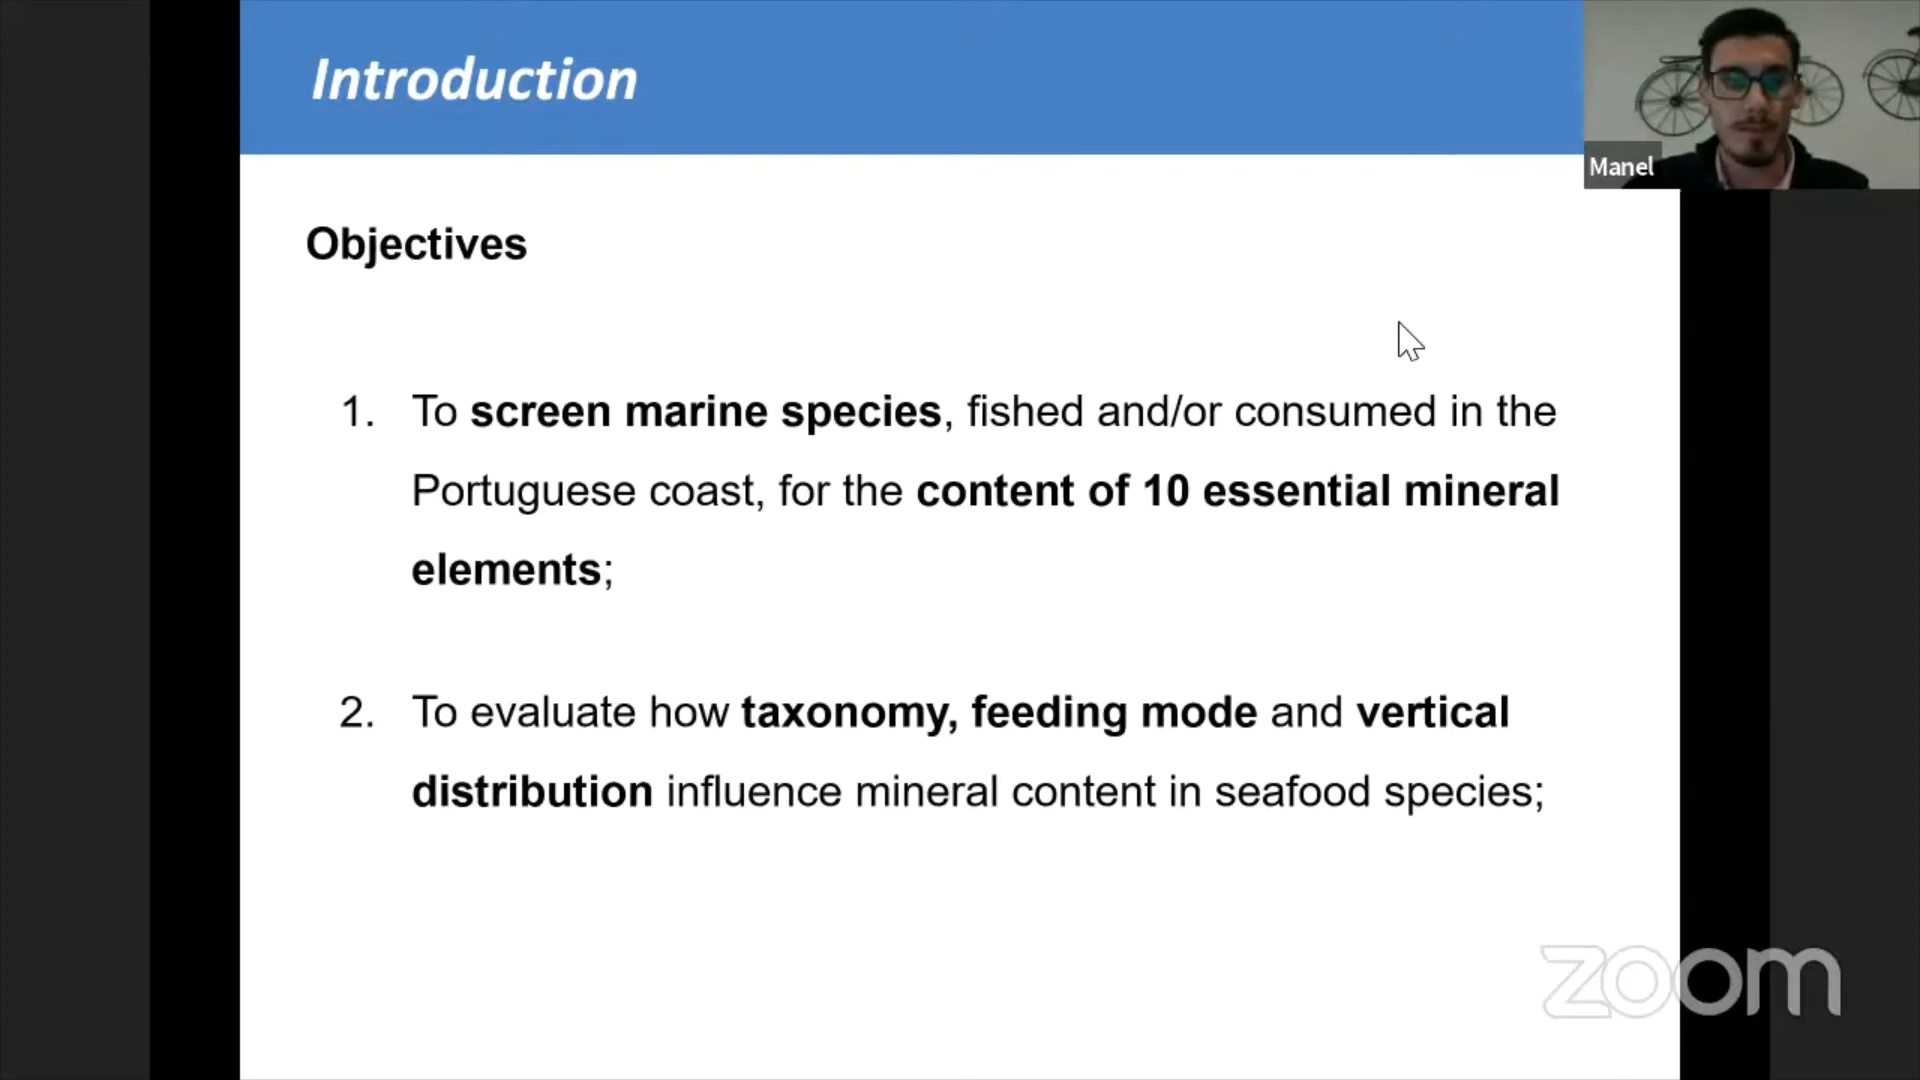 Introduction
Manel
Objectives
1. To screen marine species, fished and/or consumed in the
Portuguese coast, for the content of 10 essential mineral
elements;
2. To evaluate how taxonomy, feeding mode and vertical
distribution influence mineral content in seafood species;
zoom